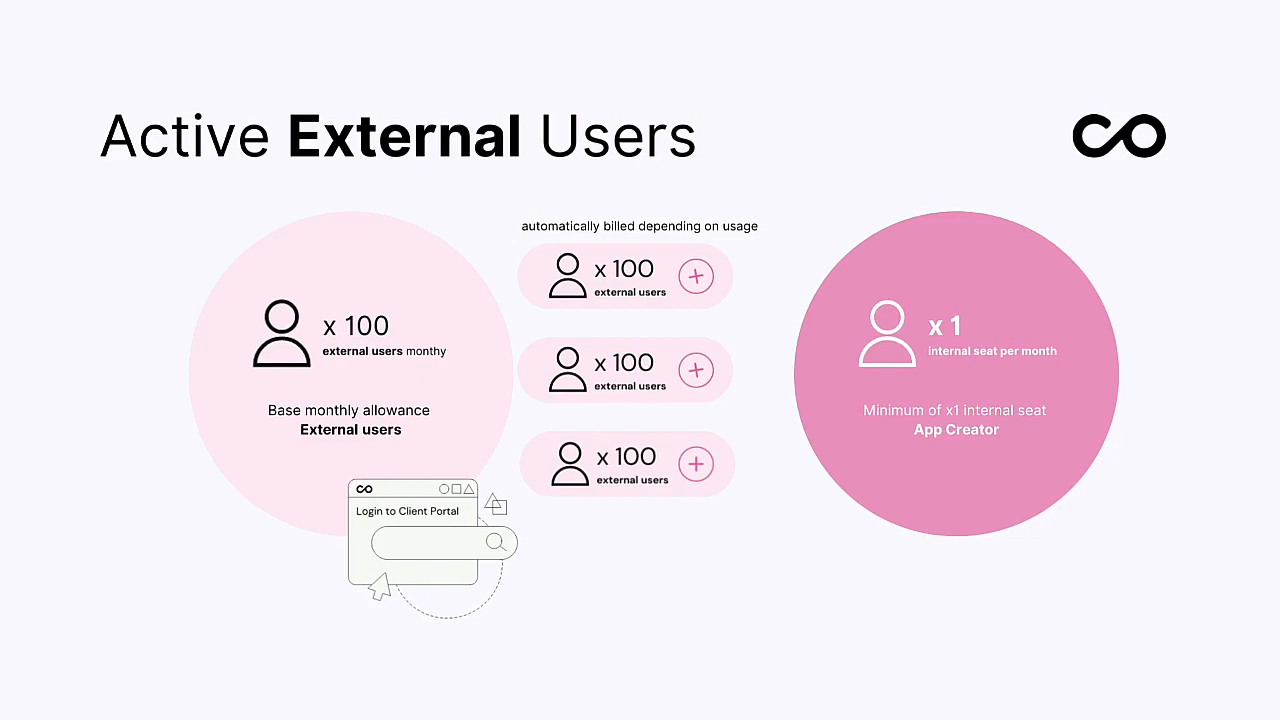 Active External Users
automatically billed depending on usage
x 100
external users monthy
Base monthly allowance
External users
x 100
external users
x 100
external users
x 100
external users
x 1
internal seat per month
Minimum of x1 internal seat
App Creator
Login to Client Portal